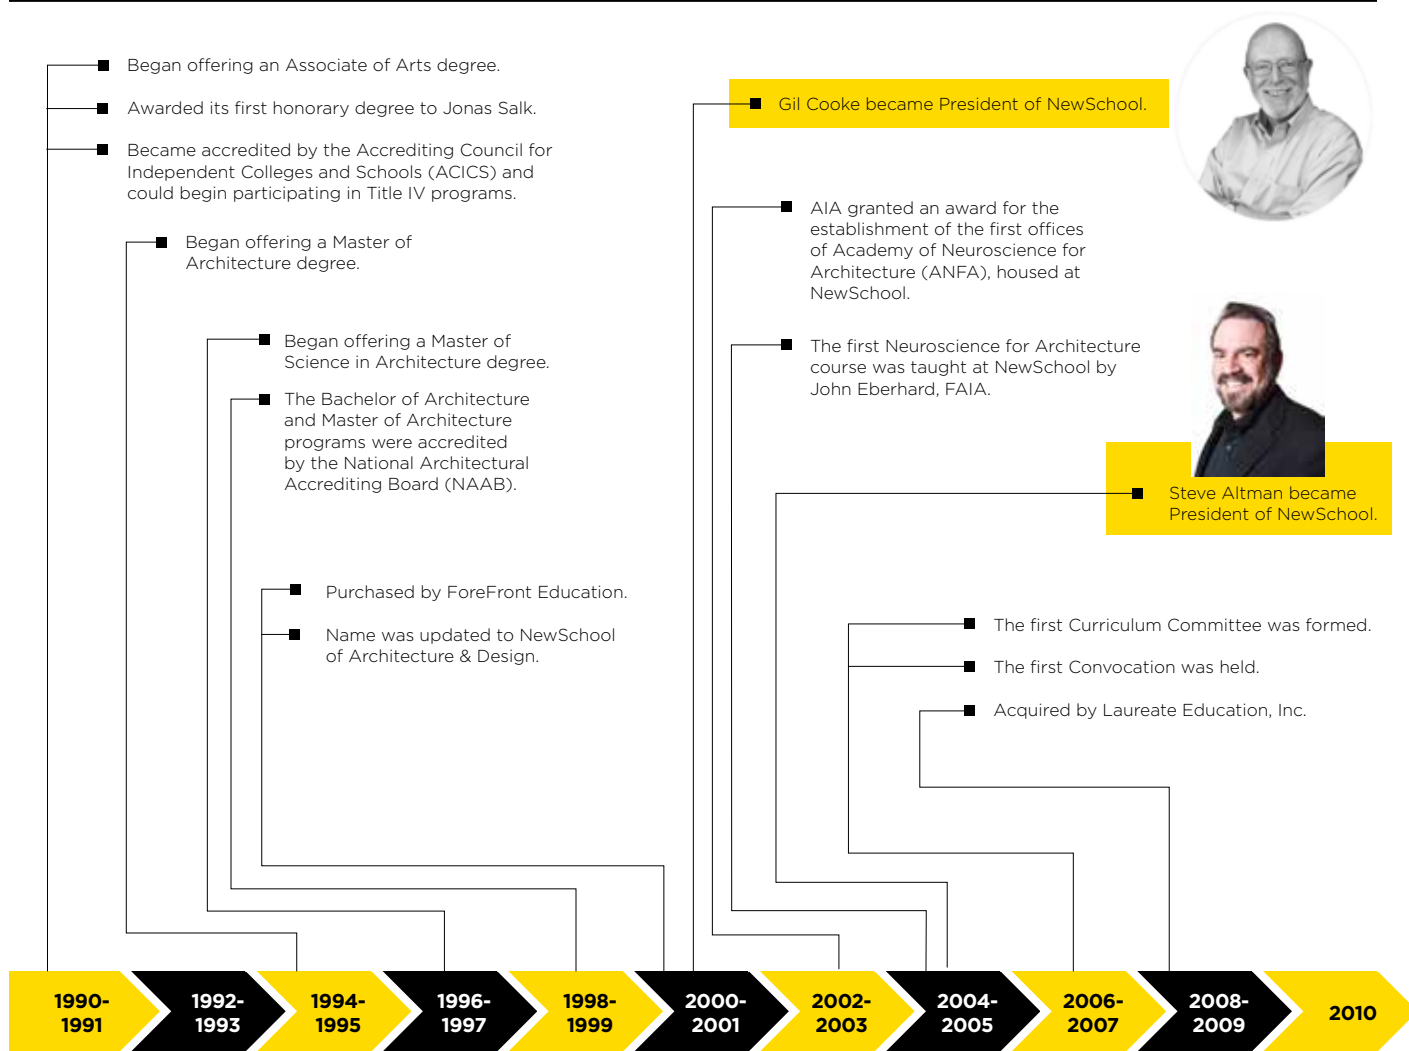 Began offering an Associate of Arts degree.
Awarded its first honorary degree to Jonas Salk.
Became accredited by the Accrediting Council for
Independent Colleges and Schools (ACICS) and
could begin participating in Title IV programs.
Began offering a Master of
Architecture degree.
Began offering a Master of
Science in Architecture degree.
The Bachelor of Architecture
and Master of Architecture
programs were accredited
by the National Architectural
Accrediting Board (NAAB).
Purchased by ForeFront Education.
Name was updated to NewSchool
of Architecture & Design.
Gil Cooke became President of NewSchool.
AIA granted an award for the
establishment of the first offices
of Academy of Neuroscience for
Architecture (ANFA), housed at
NewSchool.
The first Neuroscience for Architecture
course was taught at NewSchool by
John Eberhard, FAIA.
Steve Altman became
President of NewSchool.
The first Curriculum Committee was formed.
The first Convocation was held.
Acquired by Laureate Education, Inc.
1990-
1991
1992-
1993
1994-
1995
1996-
1997
1998-
1999
2000-
2001
2002-
2003
2004-
2005
2006-
2007
2008-
2009
2010